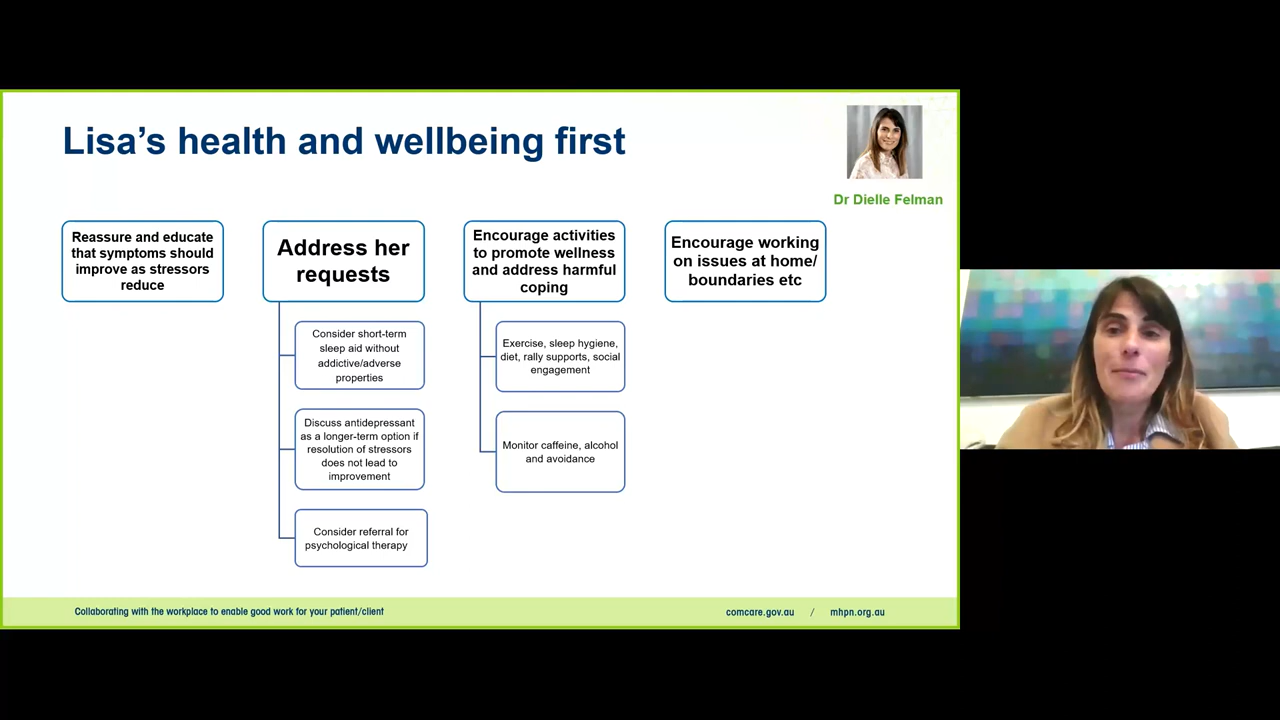 Lisa's health and wellbeing first
Dr Dielle Felman
Reassure and educate
that symptoms should
improve as stressors
reduce
Address her
requests
Consider short-term
sleep aid without
addictive/adverse
properties
Discuss antidepressant
as a longer-term option if
resolution of stressors
does not lead to
improvement
Consider referral for
psychological therapy
Encourage activities
to promote wellness
and address harmful
coping
Exercise, sleep hygiene,
diet, rally supports, social
engagement
Monitor caffeine, alcohol
and avoidance
Encourage working
on issues at home/
boundaries etc
Collaborating with the workplace to enable good work for your patient/client
comcare.gov.au / mhpn.org.au